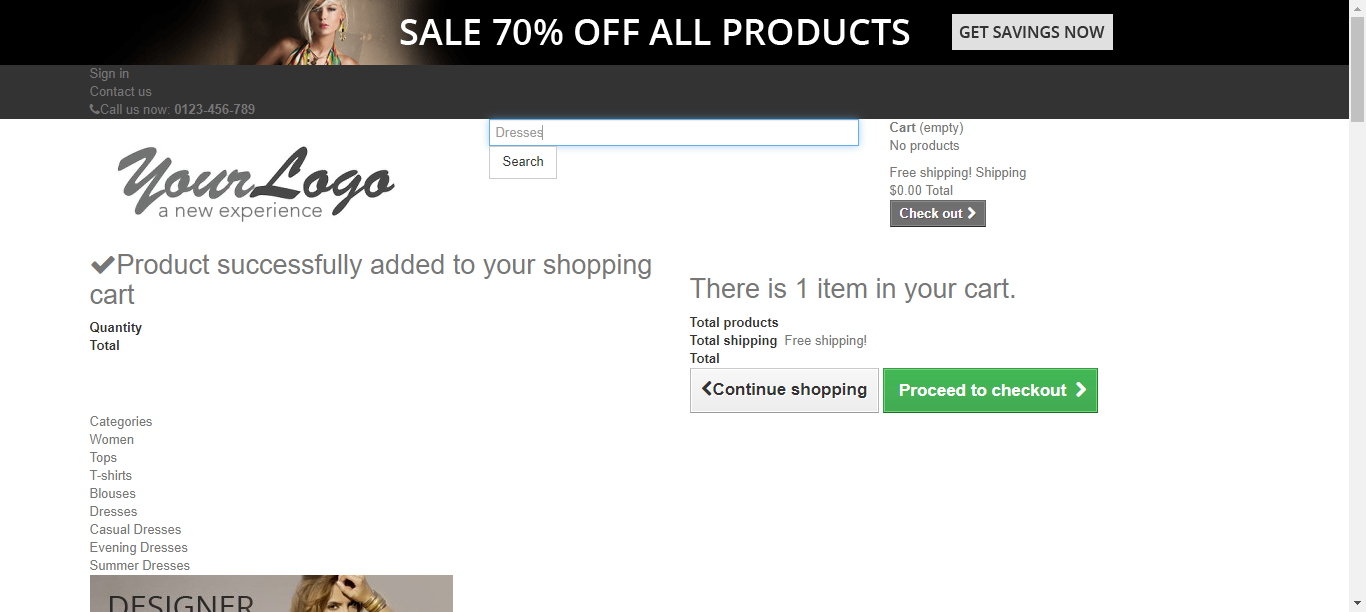 SALE 70% OFF ALL PRODUCTS
GET SAVINGS NOW
Sign in
Contact us
Call us now: 0123-456-789
Dresses
Search
Cart (empty)
No products
Free shipping! Shipping
$0.00 Total
Check out
YourLogo
a new experience
Product successfully added to your shopping
cart
Quantity
Total
There is 1 item in your cart.
Total products
Total shipping Free shipping!
Total
Continue shopping
Proceed to checkout
Categories
Women
Tops
T-shirts
Blouses
Dresses
Casual Dresses
Evening Dresses
Summer Dresses
DESIGNER